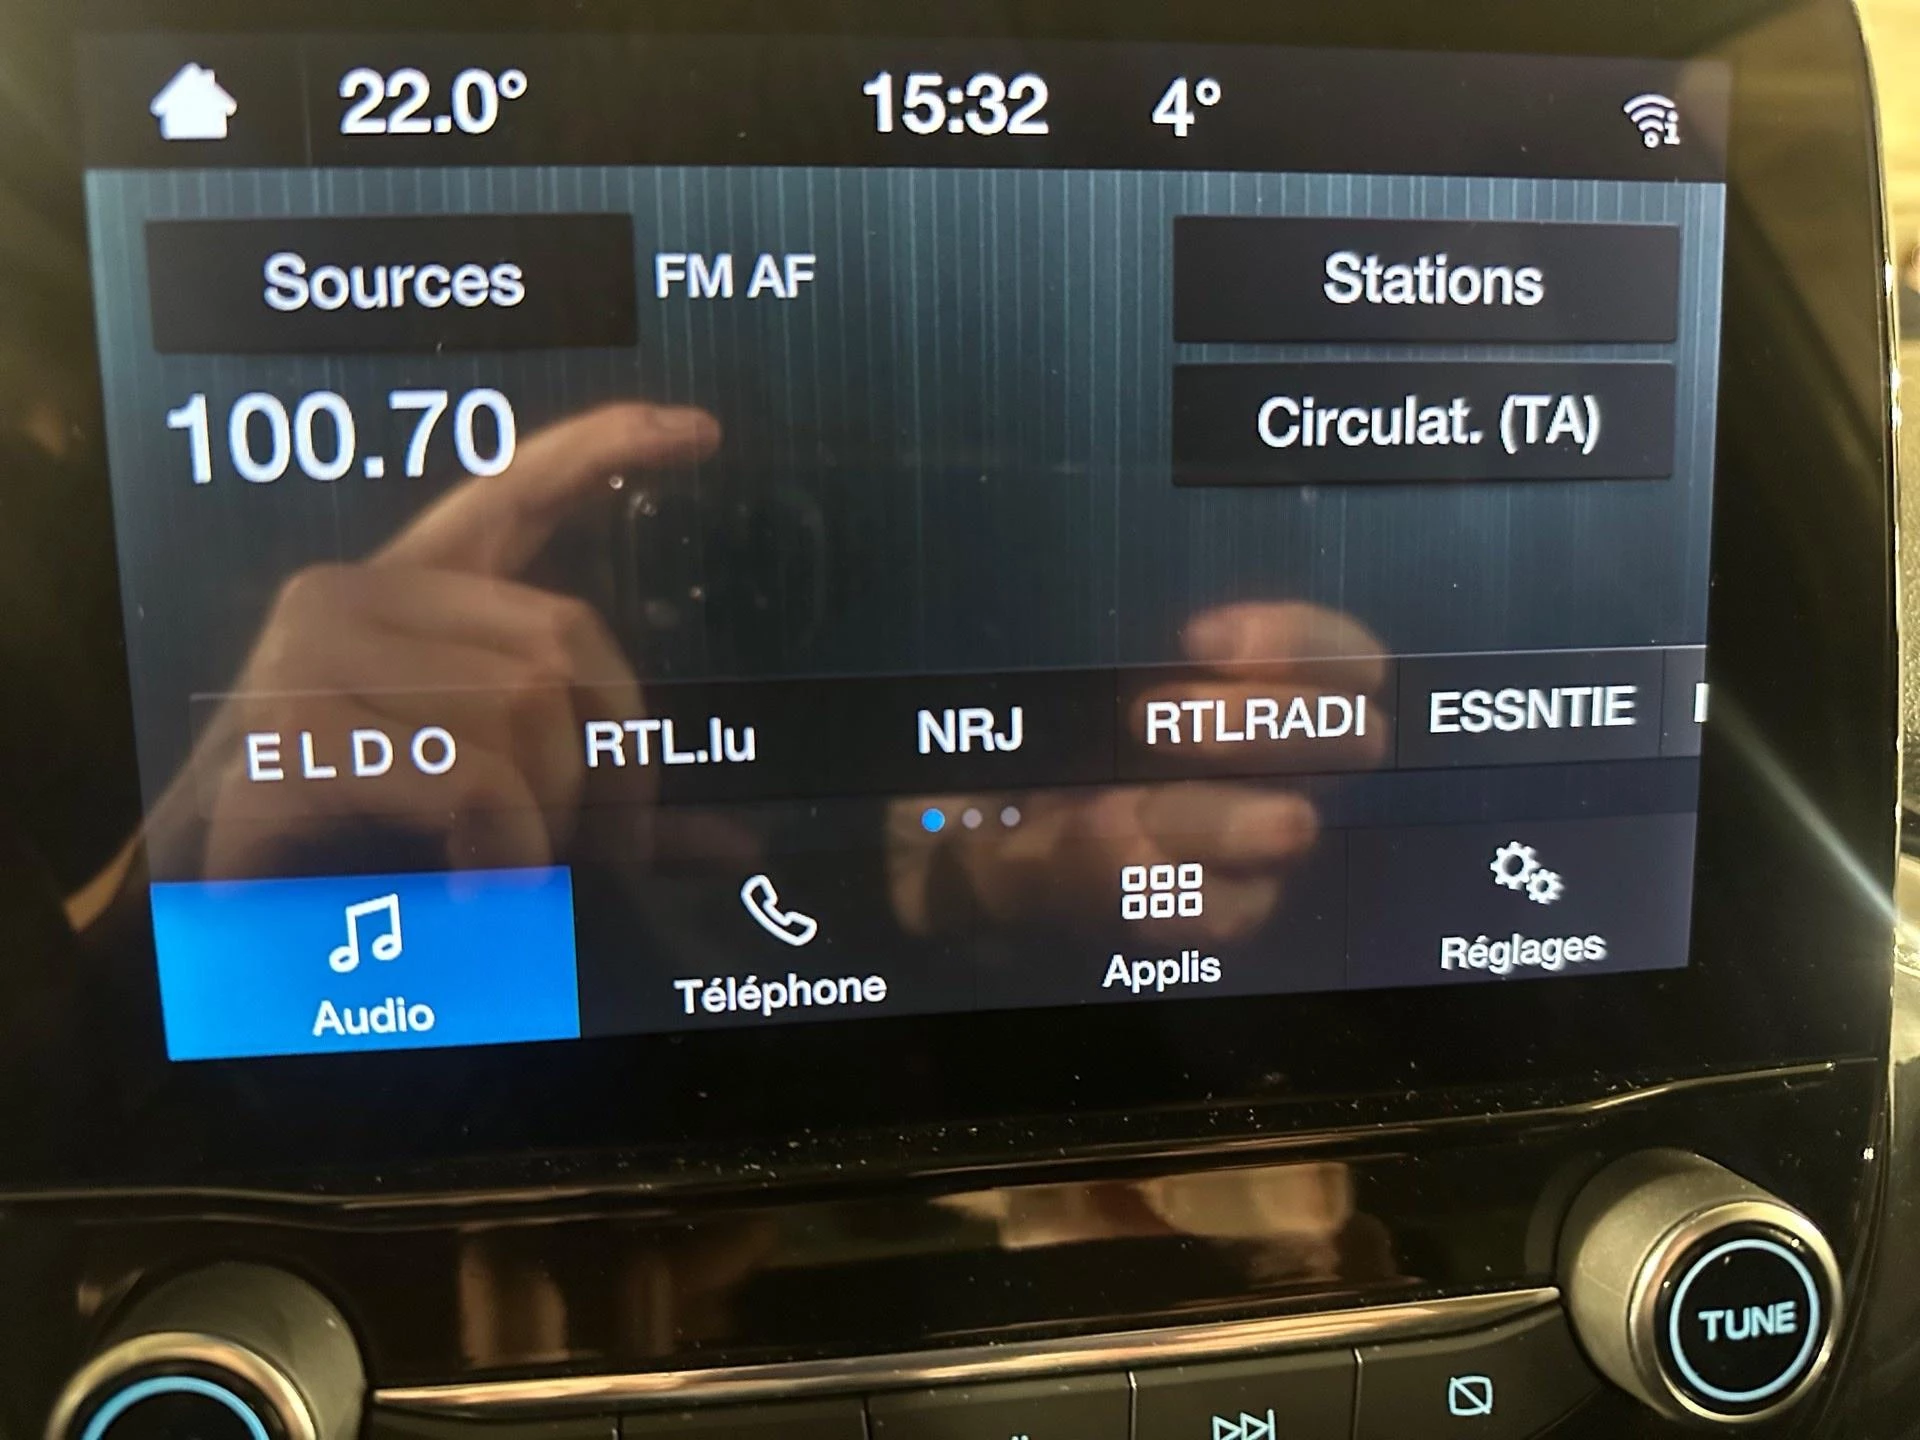 22.0° 15:32 4°
Sources FM AF Stations
100.70 Circulat. (TA)
ELDO RTL.lu NRJ RTLRADI ESSNTIE
Audio Téléphone Applis Réglages
TUNE